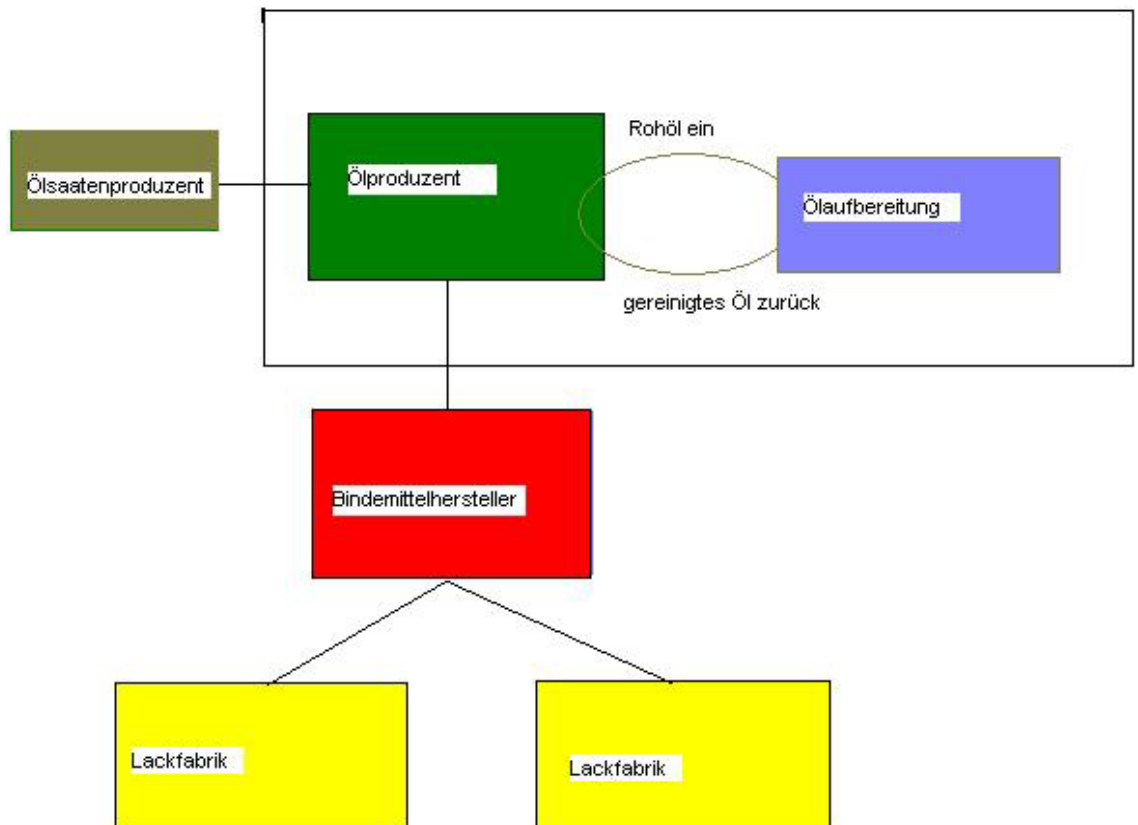 Rohöl ein
Ölsaatenproduzent
Ölproduzent
Ölaufbereitung
gereinigtes Öl zurück
Bindemittelhersteller
Lackfabrik
Lackfabrik